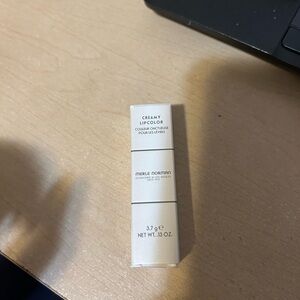 CREAMY
LIPCOLOR
COULEUR ONCTUEUSE
POUR LES LÈVRES
MERLE NORMAN
3.7 g ℮
NET WT. .13 OZ.